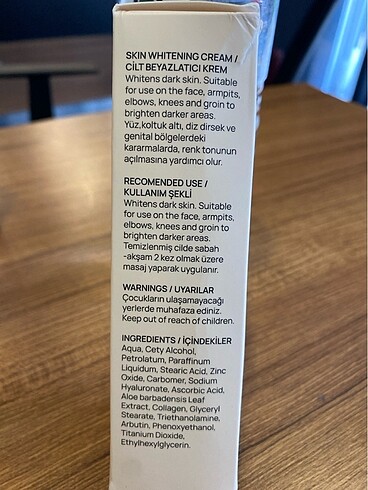 SKIN WHITENING CREAM /
CİLT BEYAZLATICI KREM
Whitens dark skin. Suitable
for use on the face, armpits,
elbows, knees and groin to
brighten darker areas.
Yüz,koltuk altı, diz dirsek ve
genital bölgelerdeki
kararmalarda, renk tonunun
açılmasına yardımcı olur.
RECOMENDED USE /
KULLANIM ŞEKLİ
Whitens dark skin. Suitable
for use on the face, armpits,
elbows, knees and groin to
brighten darker areas.
Temizlenmiş cilde sabah
-akşam 2 kez olmak üzere
masaj yaparak uygulanır.
WARNINGS / UYARILAR
Çocukların ulaşamayacağı
yerlerde muhafaza ediniz.
Keep out of reach of children.
INGREDIENTS / İÇİNDEKİLER
Aqua, Cety Alcohol,
Petrolatum, Paraffinum
Liquidum, Stearic Acid, Zinc
Oxide, Carbomer, Sodium
Hyaluronate, Ascorbic Acid,
Aloe barbadensis Leaf
Extract, Collagen, Glyceryl
Stearate, Triethanolamine,
Arbutin, Phenoxyethanol,
Titanium Dioxide,
Ethylhexylglycerin.